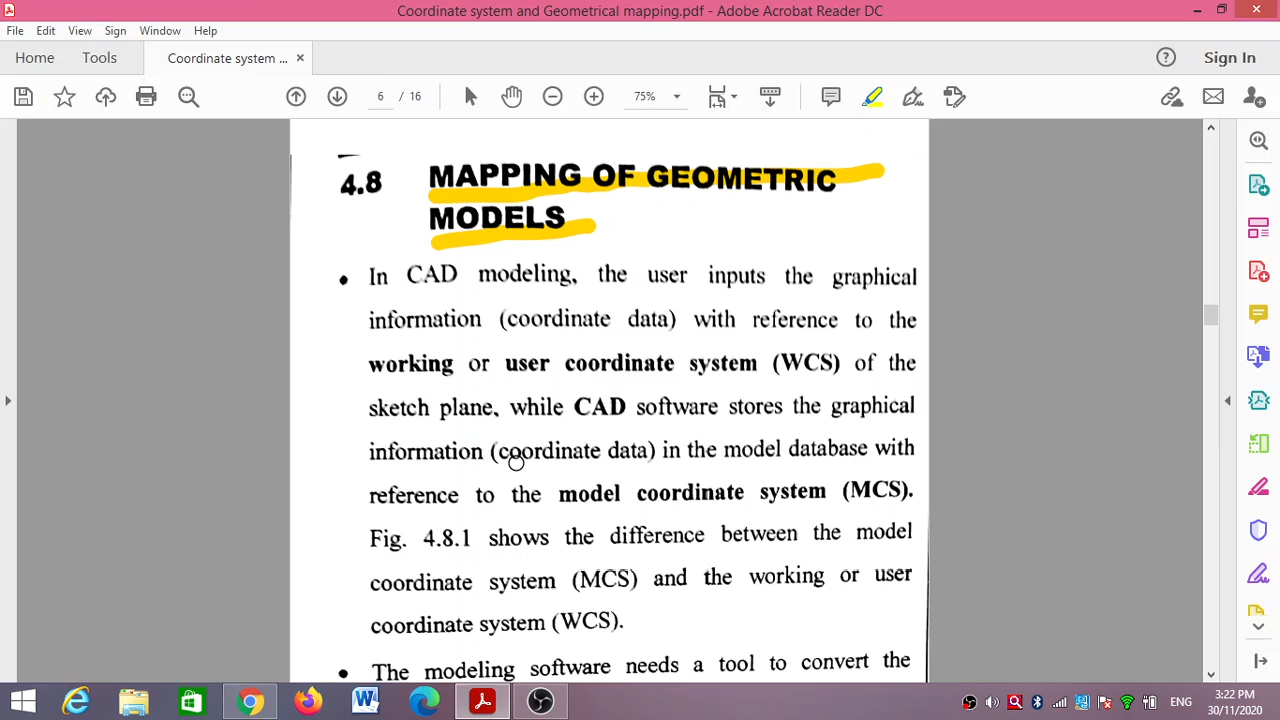 Coordinate system and Geometrical mapping.pdf - Adobe Acrobat Reader DC
File Edit View Sign Window Help
Home Tools Coordinate system ... × ? Sign In
6 / 16 75%
4.8 MAPPING OF GEOMETRIC
MODELS
• In CAD modeling, the user inputs the graphical
information (coordinate data) with reference to the
working or user coordinate system (WCS) of the
sketch plane, while CAD software stores the graphical
information (coordinate data) in the model database with
reference to the model coordinate system (MCS).
Fig. 4.8.1 shows the difference between the model
coordinate system (MCS) and the working or user
coordinate system (WCS).
• The modeling software needs a tool to convert the
ENG
3:22 PM
30/11/2020